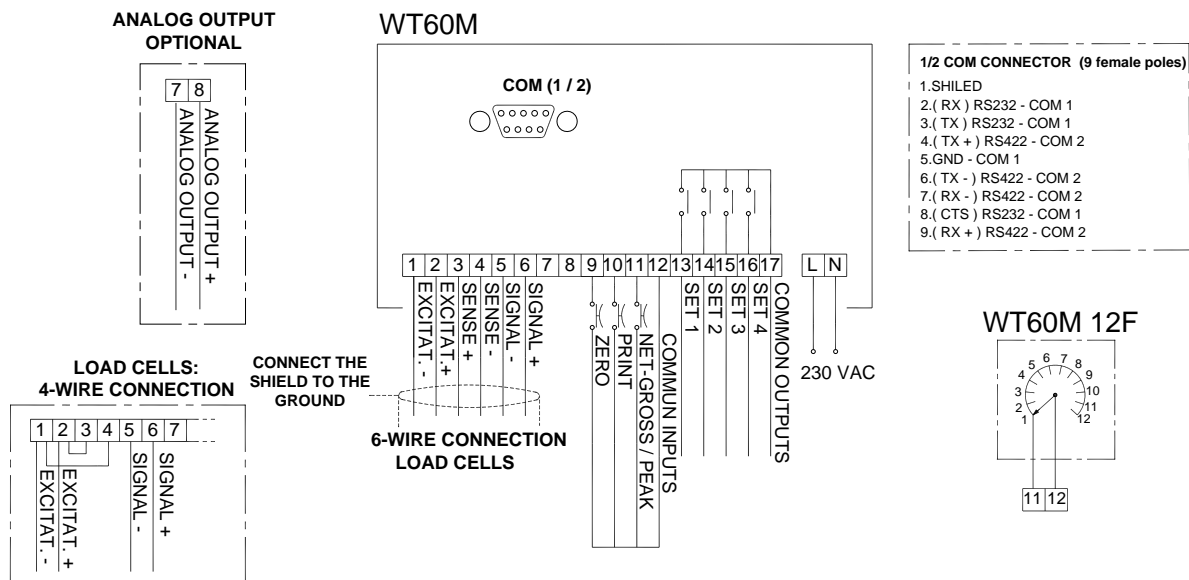 ANALOG OUTPUT
OPTIONAL
7 8
ANALOG OUTPUT -
ANALOG OUTPUT +
WT60M
COM (1 / 2)
1 2 3 4 5 6 7 8 9 10 11 12 13 14 15 16 17
L N
EXCITAT. -
EXCITAT.+
SENSE +
SENSE -
SIGNAL -
SIGNAL +
ZERO
PRINT
NET-GROSS / PEAK
COMMUN INPUTS
SET 1
SET 2
SET 3
SET 4
COMMON OUTPUTS
230 VAC
CONNECT THE
SHIELD TO THE
GROUND
6-WIRE CONNECTION
LOAD CELLS
LOAD CELLS:
4-WIRE CONNECTION
1 2 3 4 5 6 7
EXCITAT. -
EXCITAT. +
SIGNAL -
SIGNAL +
1/2 COM CONNECTOR (9 female poles)
1.SHILED
2.( RX ) RS232 - COM 1
3.( TX ) RS232 - COM 1
4.( TX + ) RS422 - COM 2
5.GND - COM 1
6.( TX - ) RS422 - COM 2
7.( RX - ) RS422 - COM 2
8.( CTS ) RS232 - COM 1
9.( RX + ) RS422 - COM 2
WT60M 12F
1
2
3
4
5
6
7
8
9
10
11
12
11 12